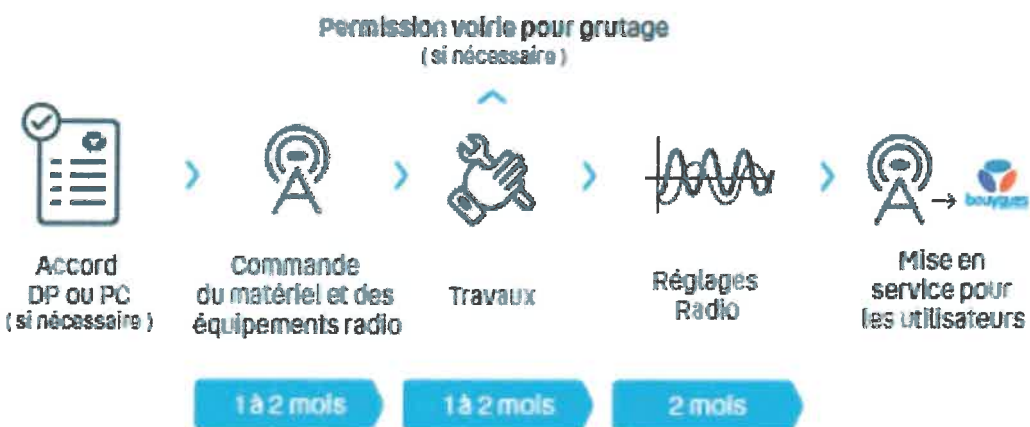 Permission voirie pour grutage
( si nécessaire )
bouygues
Accord
DP ou PC
( si nécessaire )
Commande
du matériel et des
équipements radio
Travaux
Réglages
Radio
Mise en
service pour
les utilisateurs
1 à 2 mois
1 à 2 mois
2 mois